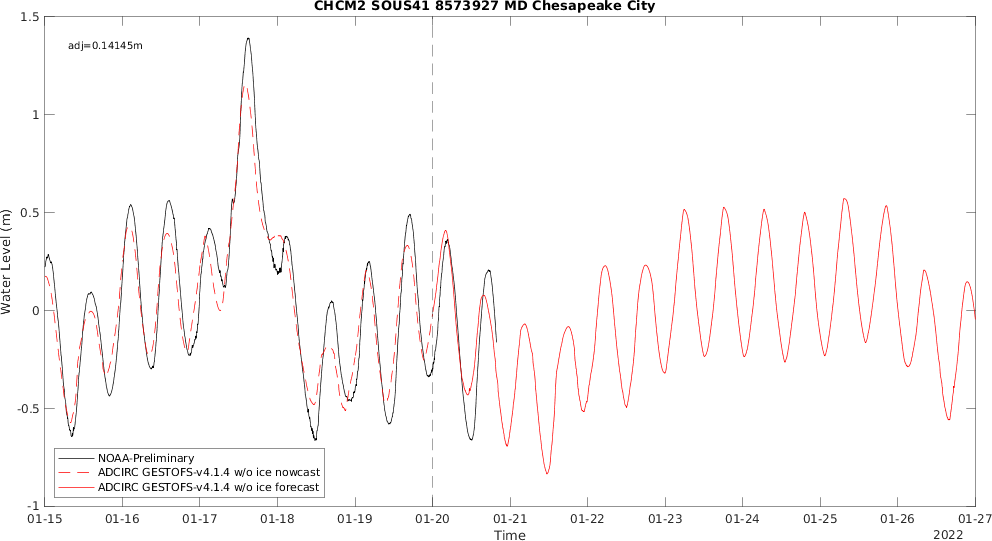 CHCM2 SOUS41 8573927 MD Chesapeake City
adj=0.14145m
1.5
1
0.5
0
-0.5
-1
Water Level (m)
NOAA-Preliminary
ADCIRC GESTOFS-v4.1.4 w/o ice nowcast
ADCIRC GESTOFS-v4.1.4 w/o ice forecast
01-15 01-16 01-17 01-18 01-19 01-20 01-21 01-22 01-23 01-24 01-25 01-26 01-27
Time
2022